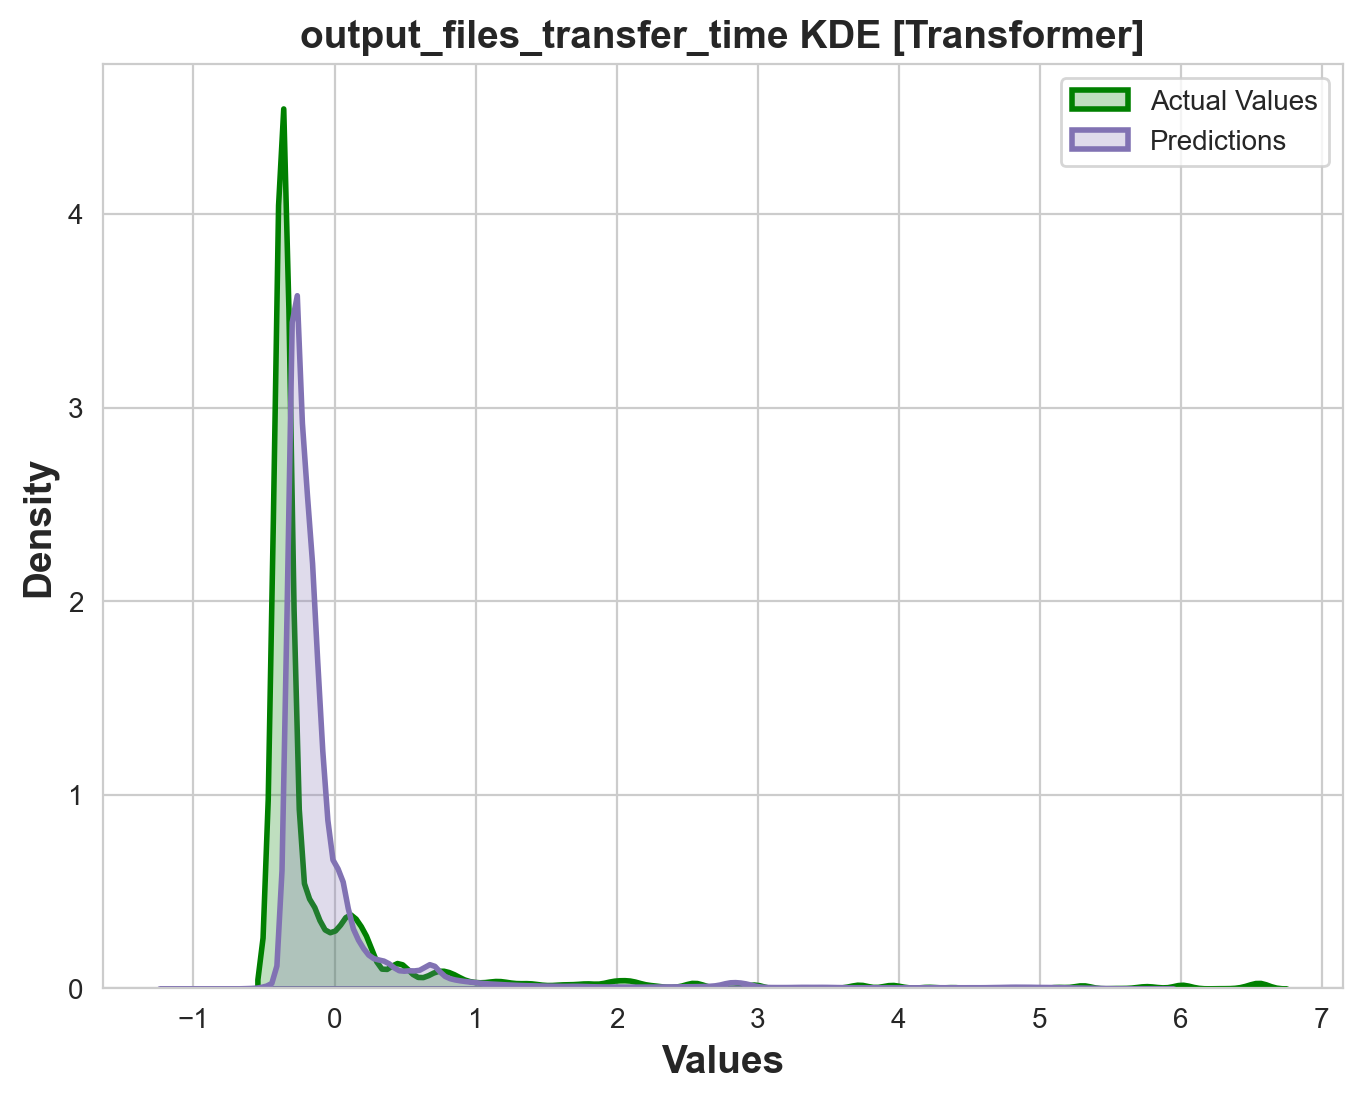 output_files_transfer_time KDE [Transformer]
Actual Values
Predictions
Density
4
3
2
1
0
−1 0 1 2 3 4 5 6 7
Values